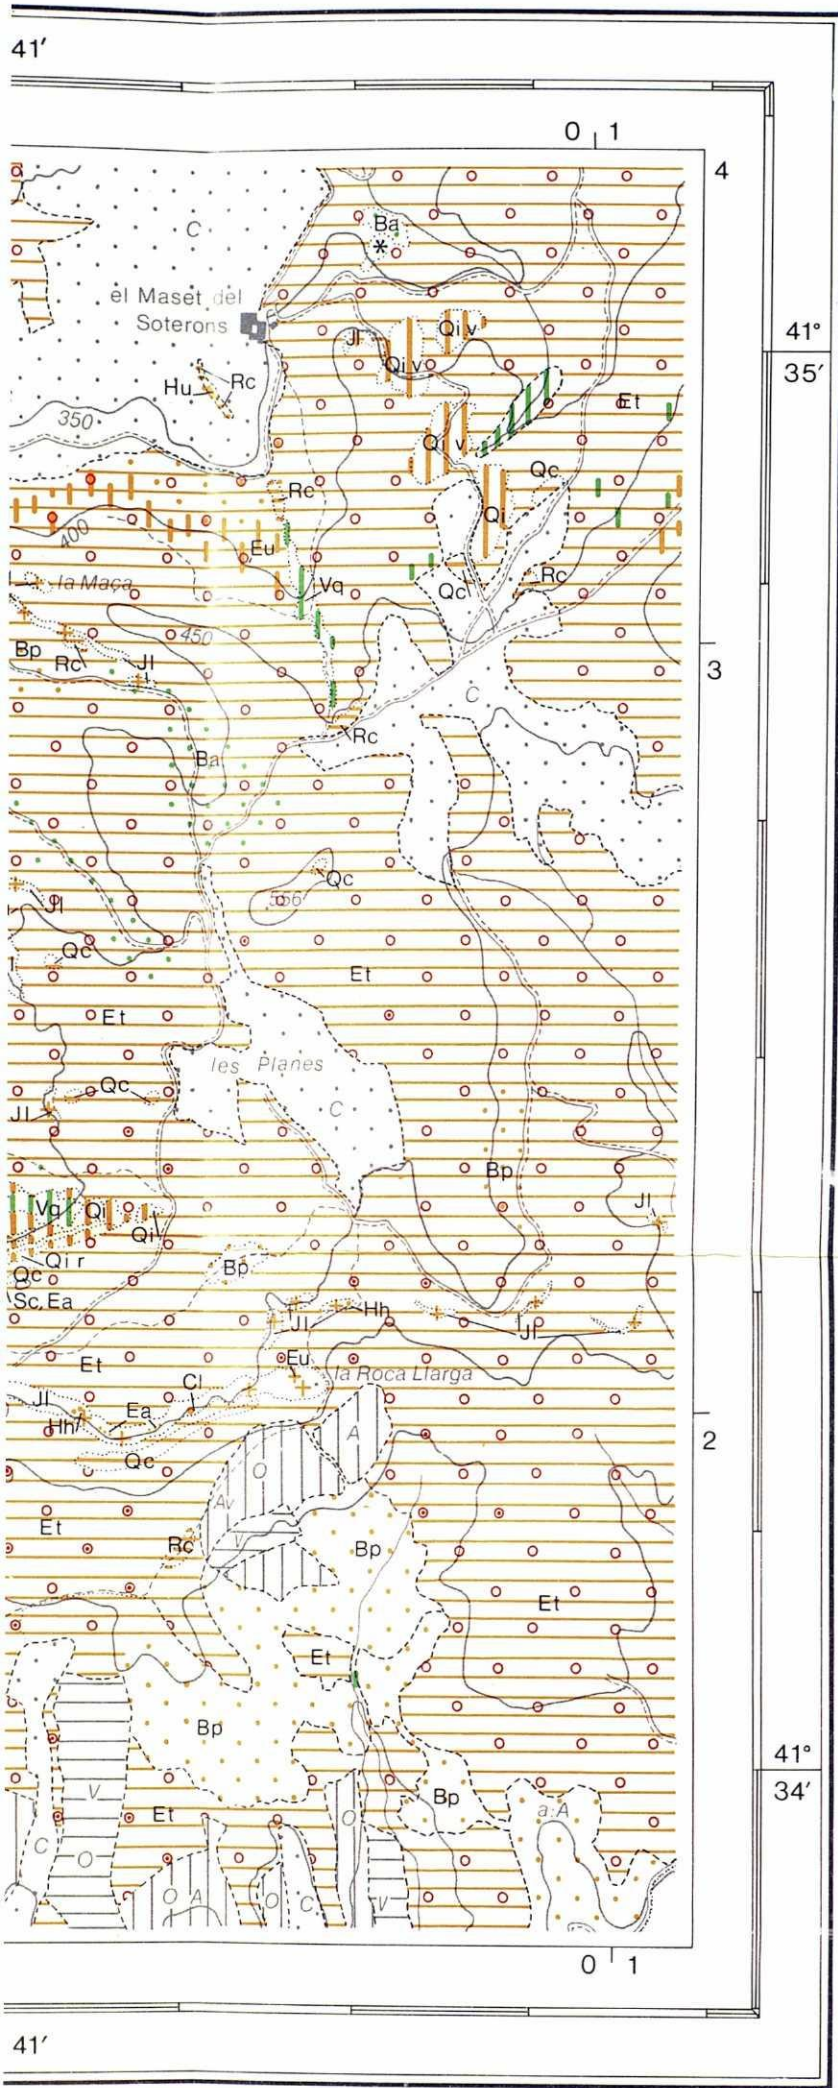 41′
0 1
4
C
Ba
*
el Maset del
Soterons
Jl
Qi v
Qi v
41°
35′
Hu
Rc
Et
350
Qi v
Qc
Rc
Qi
400
Eu
la Maça
Vq
Qc
Rc
450
Bp
Rc
Jl
3
C
Rc
Ba
Qc
556
Jl
Qc
Et
Et
les Planes
Qc
Jl
C
Bp
Jl
Vq
Qi
Qi
Qi r
Qc
Bp
Sc, Ea
Hh
Jl
Jl
Et
Eu
la Roca Llarga
Cl
Jl
Ea
Hh
A
2
Qc
O
Av
Et
V
Rc
Bp
Et
Et
Bp
41°
34′
V
Bp
Et
O
a:A
C
O
O A
O
C
V
0 1
41′